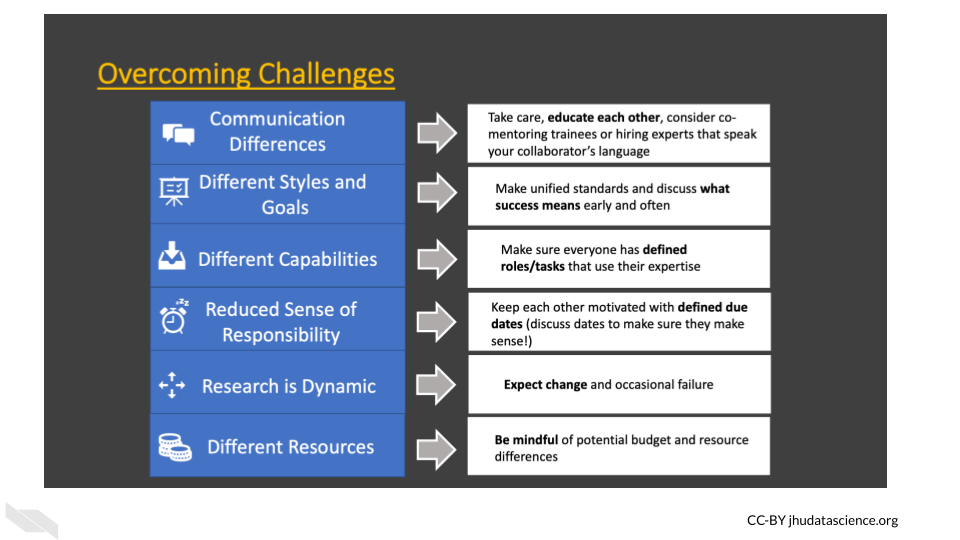 Overcoming Challenges
Communication
Differences
Take care, educate each other, consider co-
mentoring trainees or hiring experts that speak
your collaborator’s language
Different Styles and
Goals
Make unified standards and discuss what
success means early and often
Different Capabilities
Make sure everyone has defined
roles/tasks that use their expertise
zzz
Reduced Sense of
Responsibility
Keep each other motivated with defined due
dates (discuss dates to make sure they make
sense!)
Research is Dynamic
Expect change and occasional failure
Different Resources
Be mindful of potential budget and resource
differences
CC-BY jhudatascience.org